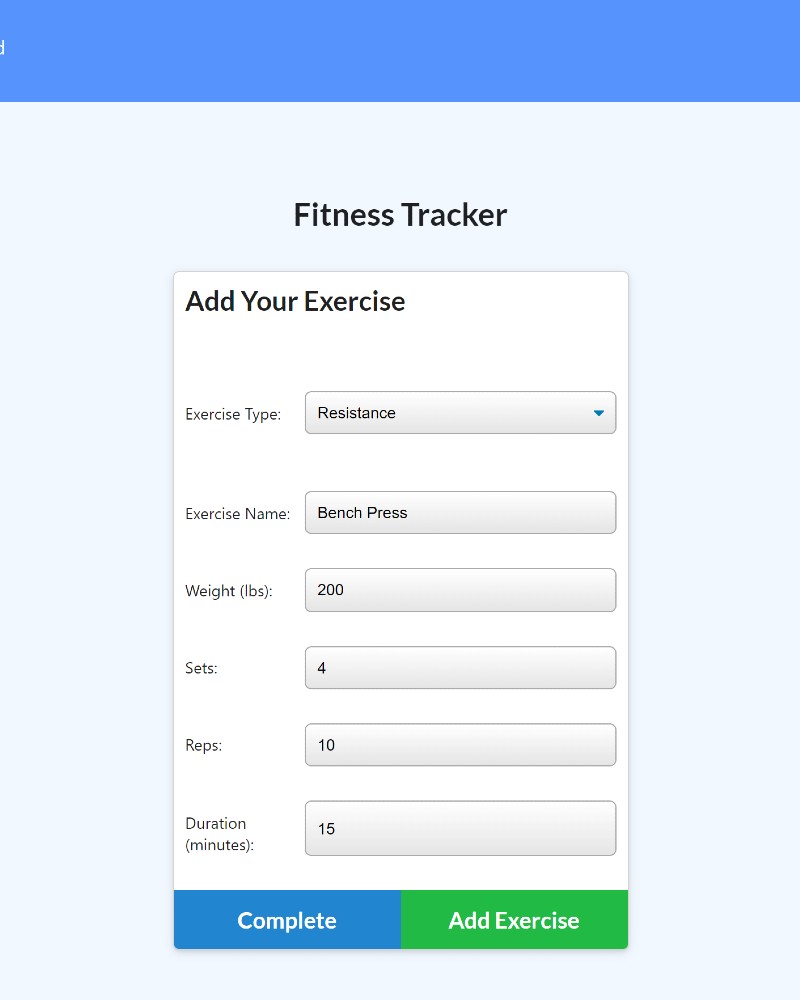 Fitness Tracker
Add Your Exercise
Exercise Type: Resistance
Exercise Name: Bench Press
Weight (lbs): 200
Sets: 4
Reps: 10
Duration (minutes): 15
Complete Add Exercise